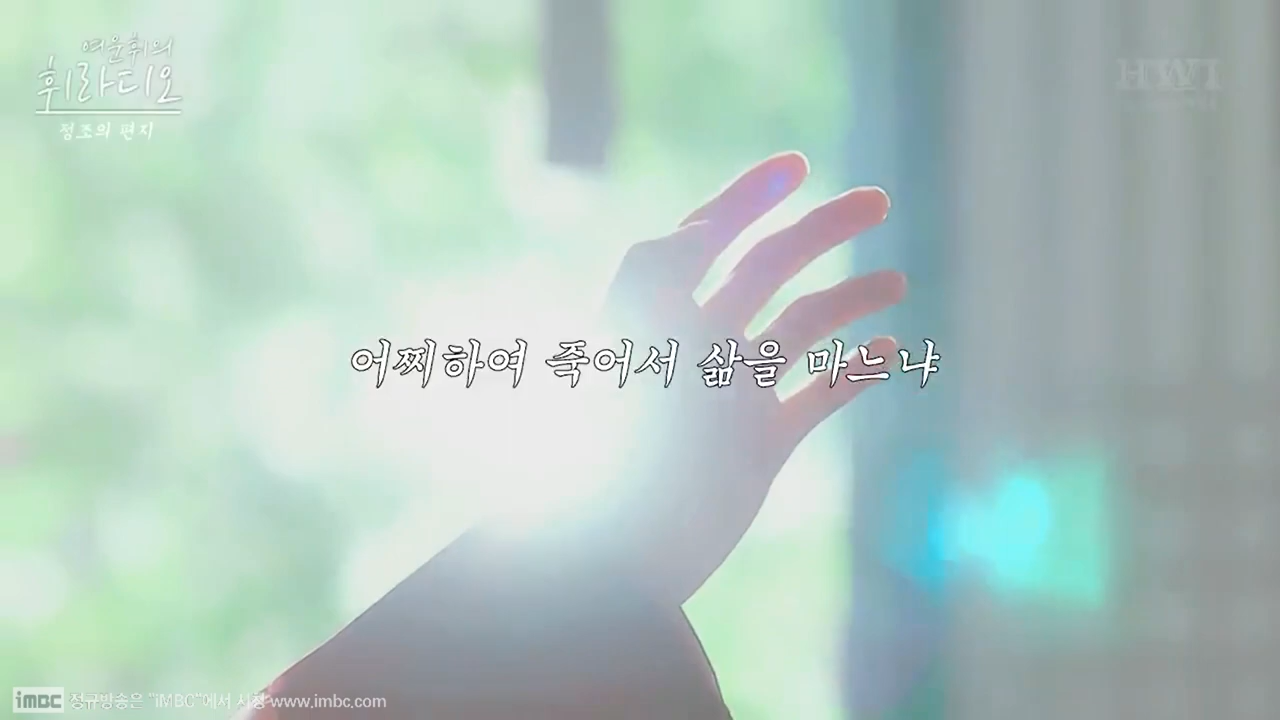 여운휘의
휘라디오
정조의 편지
HWI
어찌하여 죽어서 삶을 마느냐
iMBC 정규방송은 "iMBC"에서 시청 www.imbc.com